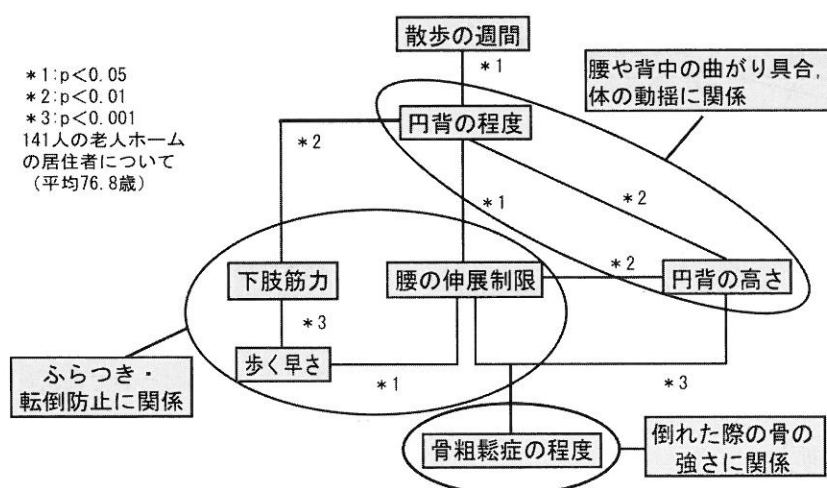 散歩の週間
*1
*1:p<0.05
*2:p<0.01
*3:p<0.001
141人の老人ホーム
の居住者について
(平均76.8歳)
腰や背中の曲がり具合,
体の動揺に関係
円背の程度
*2
*1
*2
下肢筋力
腰の伸展制限
*2
円背の高さ
*3
歩く早さ
*1
*3
ふらつき・
転倒防止に関係
骨粗鬆症の程度
倒れた際の骨の
強さに関係